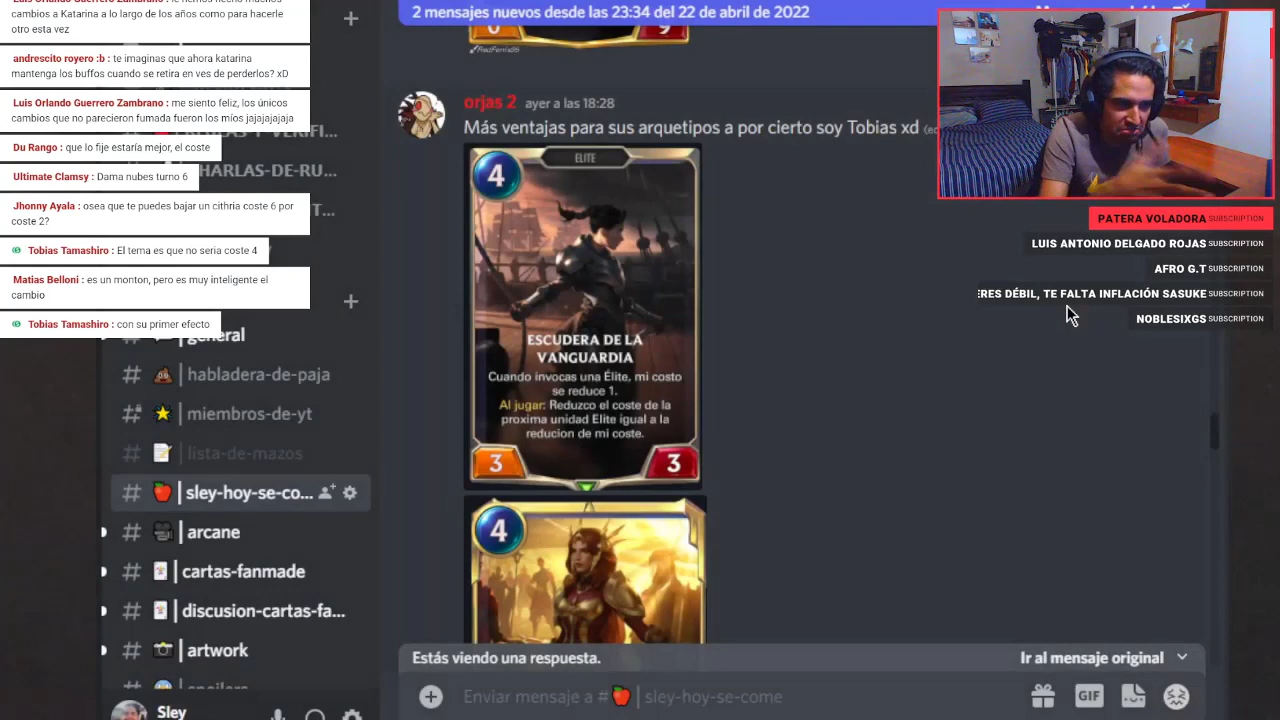 Luis Orlando Guerrero Zambrano : le hemos hecho muchos
cambios a Katarina a lo largo de los años como para hacerle
otro esta vez
andrescito royero :b : te imaginas que ahora katarina
mantenga los buffos cuando se retira en ves de perderlos? xD
Luis Orlando Guerrero Zambrano : me siento feliz, los únicos
cambios que no parecieron fumada fueron los míos jajajajaja
Du Rango : que lo fije estaría mejor, el coste
Ultimate Clamsy : Dama nubes turno 6
Jhonny Ayala : osea que te puedes bajar un cithria coste 6 por
coste 2?
Tobias Tamashiro : El tema es que no seria coste 4
Matias Belloni : es un monton, pero es muy inteligente el
cambio
Tobias Tamashiro : con su primer efecto
HARLAS-DE-RU...
general
habladera-de-paja
miembros-de-yt
lista-de-mazos
sley-hoy-se-co...
arcane
cartas-fanmade
discusion-cartas-fa...
artwork
spoilers
Sley
2 mensajes nuevos desde las 23:34 del 22 de abril de 2022
6
9
RedFenix86
orjas 2 ayer a las 18:28
Más ventajas para sus arquetipos a por cierto soy Tobias xd
4
ELITE
ESCUDERA DE LA
VANGUARDIA
Cuando invocas una Élite, mi costo
se reduce 1.
Al jugar: Reduzco el coste de la
proxima unidad Elite igual a la
reducion de mi coste.
3
3
4
Estás viendo una respuesta.
Ir al mensaje original
Enviar mensaje a # | sley-hoy-se-come
GIF
PATERA VOLADORA SUBSCRIPTION
LUIS ANTONIO DELGADO ROJAS SUBSCRIPTION
AFRO G.T SUBSCRIPTION
ERES DÉBIL, TE FALTA INFLACIÓN SASUKE SUBSCRIPTION
NOBLESIXGS SUBSCRIPTION